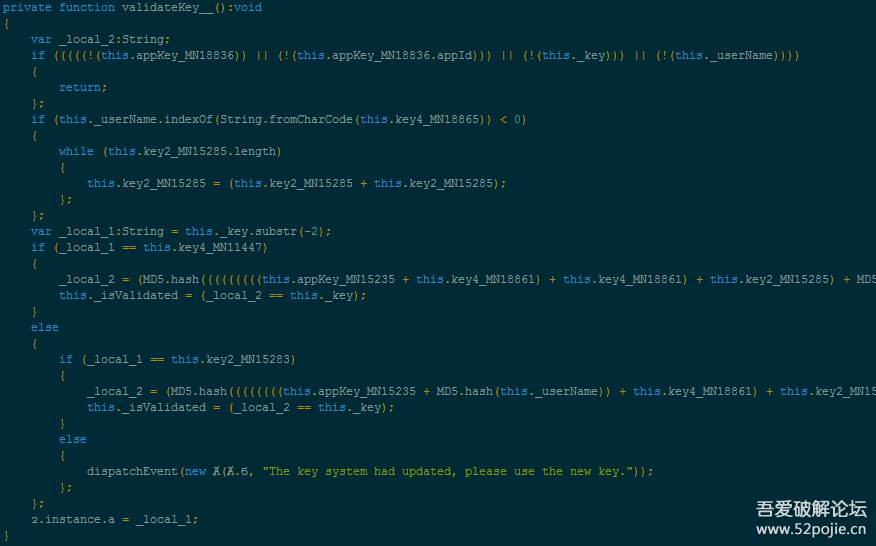 private function validateKey__():void
{
var _local_2:String;
if (((((!(this.appKey_MN18836)) || (!(this.appKey_MN18836.appId))) || (!(this._key))) || (!(this._userName))))
{
return;
};
if (this._userName.indexOf(String.fromCharCode(this.key4_MN18865)) < 0)
{
while (this.key2_MN15285.length)
{
this.key2_MN15285 = (this.key2_MN15285 + this.key2_MN15285);
};
};
var _local_1:String = this._key.substr(-2);
if (_local_1 == this.key4_MN11447)
{
_local_2 = (MD5.hash(((((((((this.appKey_MN15235 + this.key4_MN18861) + this.key4_MN18861) + this.key2_MN15285) + MD5
this._isValidated = (_local_2 == this._key);
}
else
{
if (_local_1 == this.key2_MN15283)
{
_local_2 = (MD5.hash((((((((this.appKey_MN15235 + MD5.hash(this._userName)) + this.key4_MN18861) + this.key2_MN15
this._isValidated = (_local_2 == this._key);
}
else
{
dispatchEvent(new "The key system had updated, please use the new key."));
};
};
.instance.a = _local_1;
}
吾爱破解论坛
www.52pojie.cn